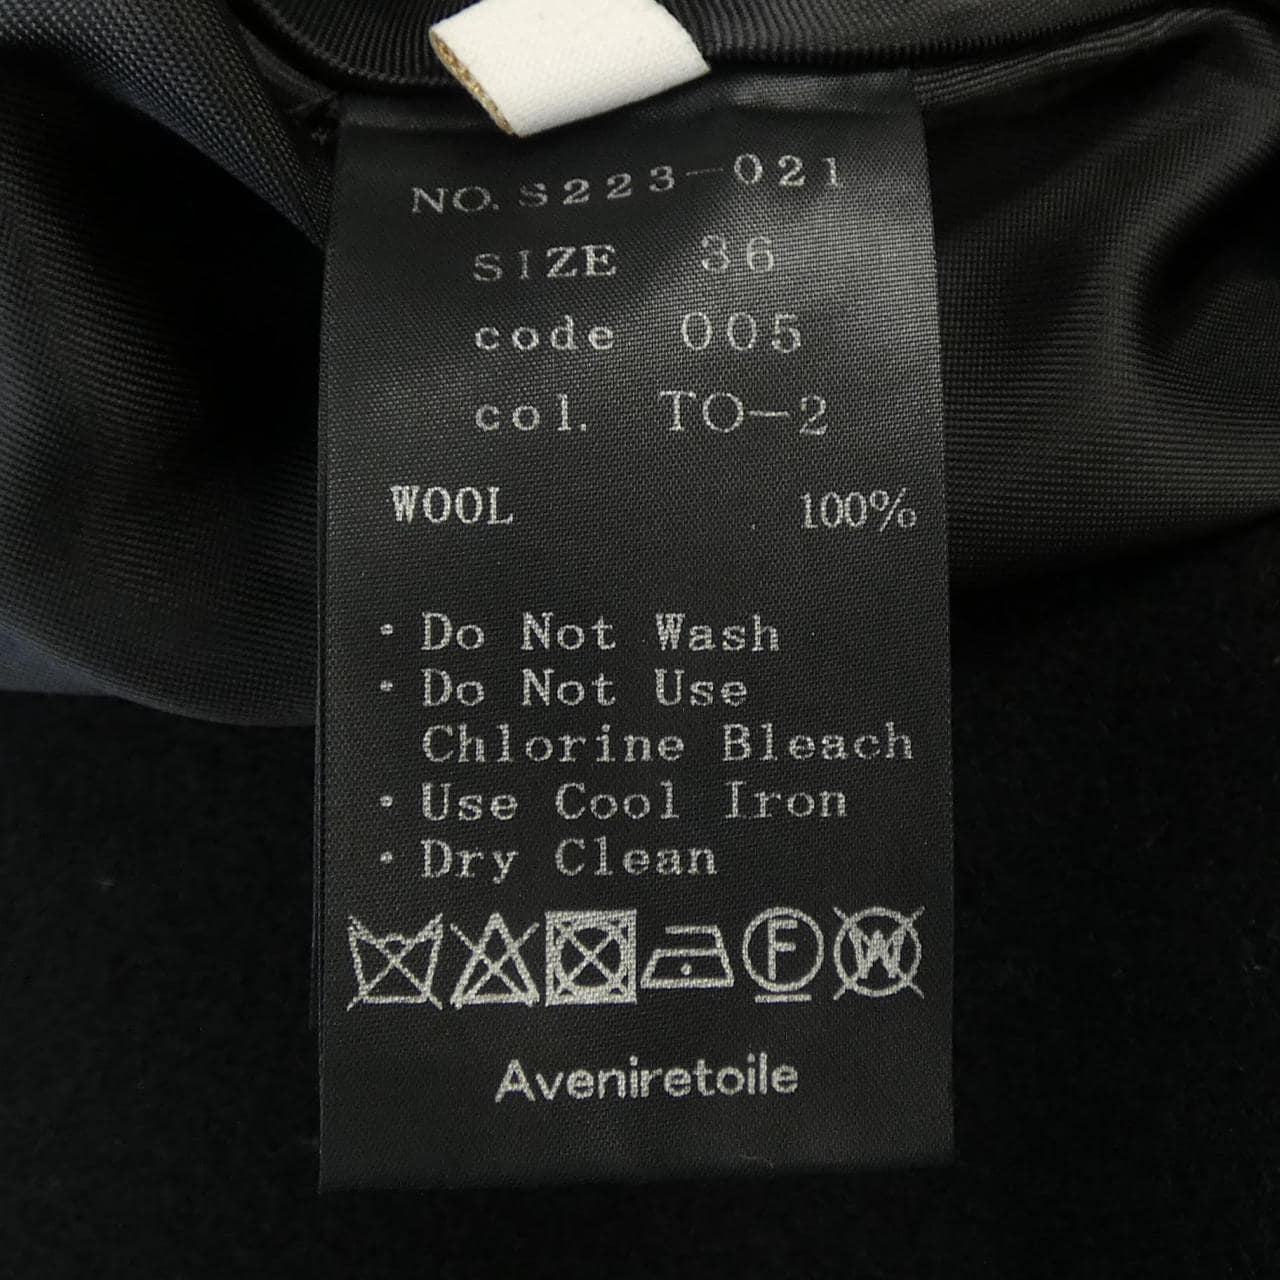 NO. S223-021
SIZE 36
code 005
col. TO-2
WOOL 100%
・Do Not Wash
・Do Not Use
Chlorine Bleach
・Use Cool Iron
・Dry Clean
F W
Aveniretoile